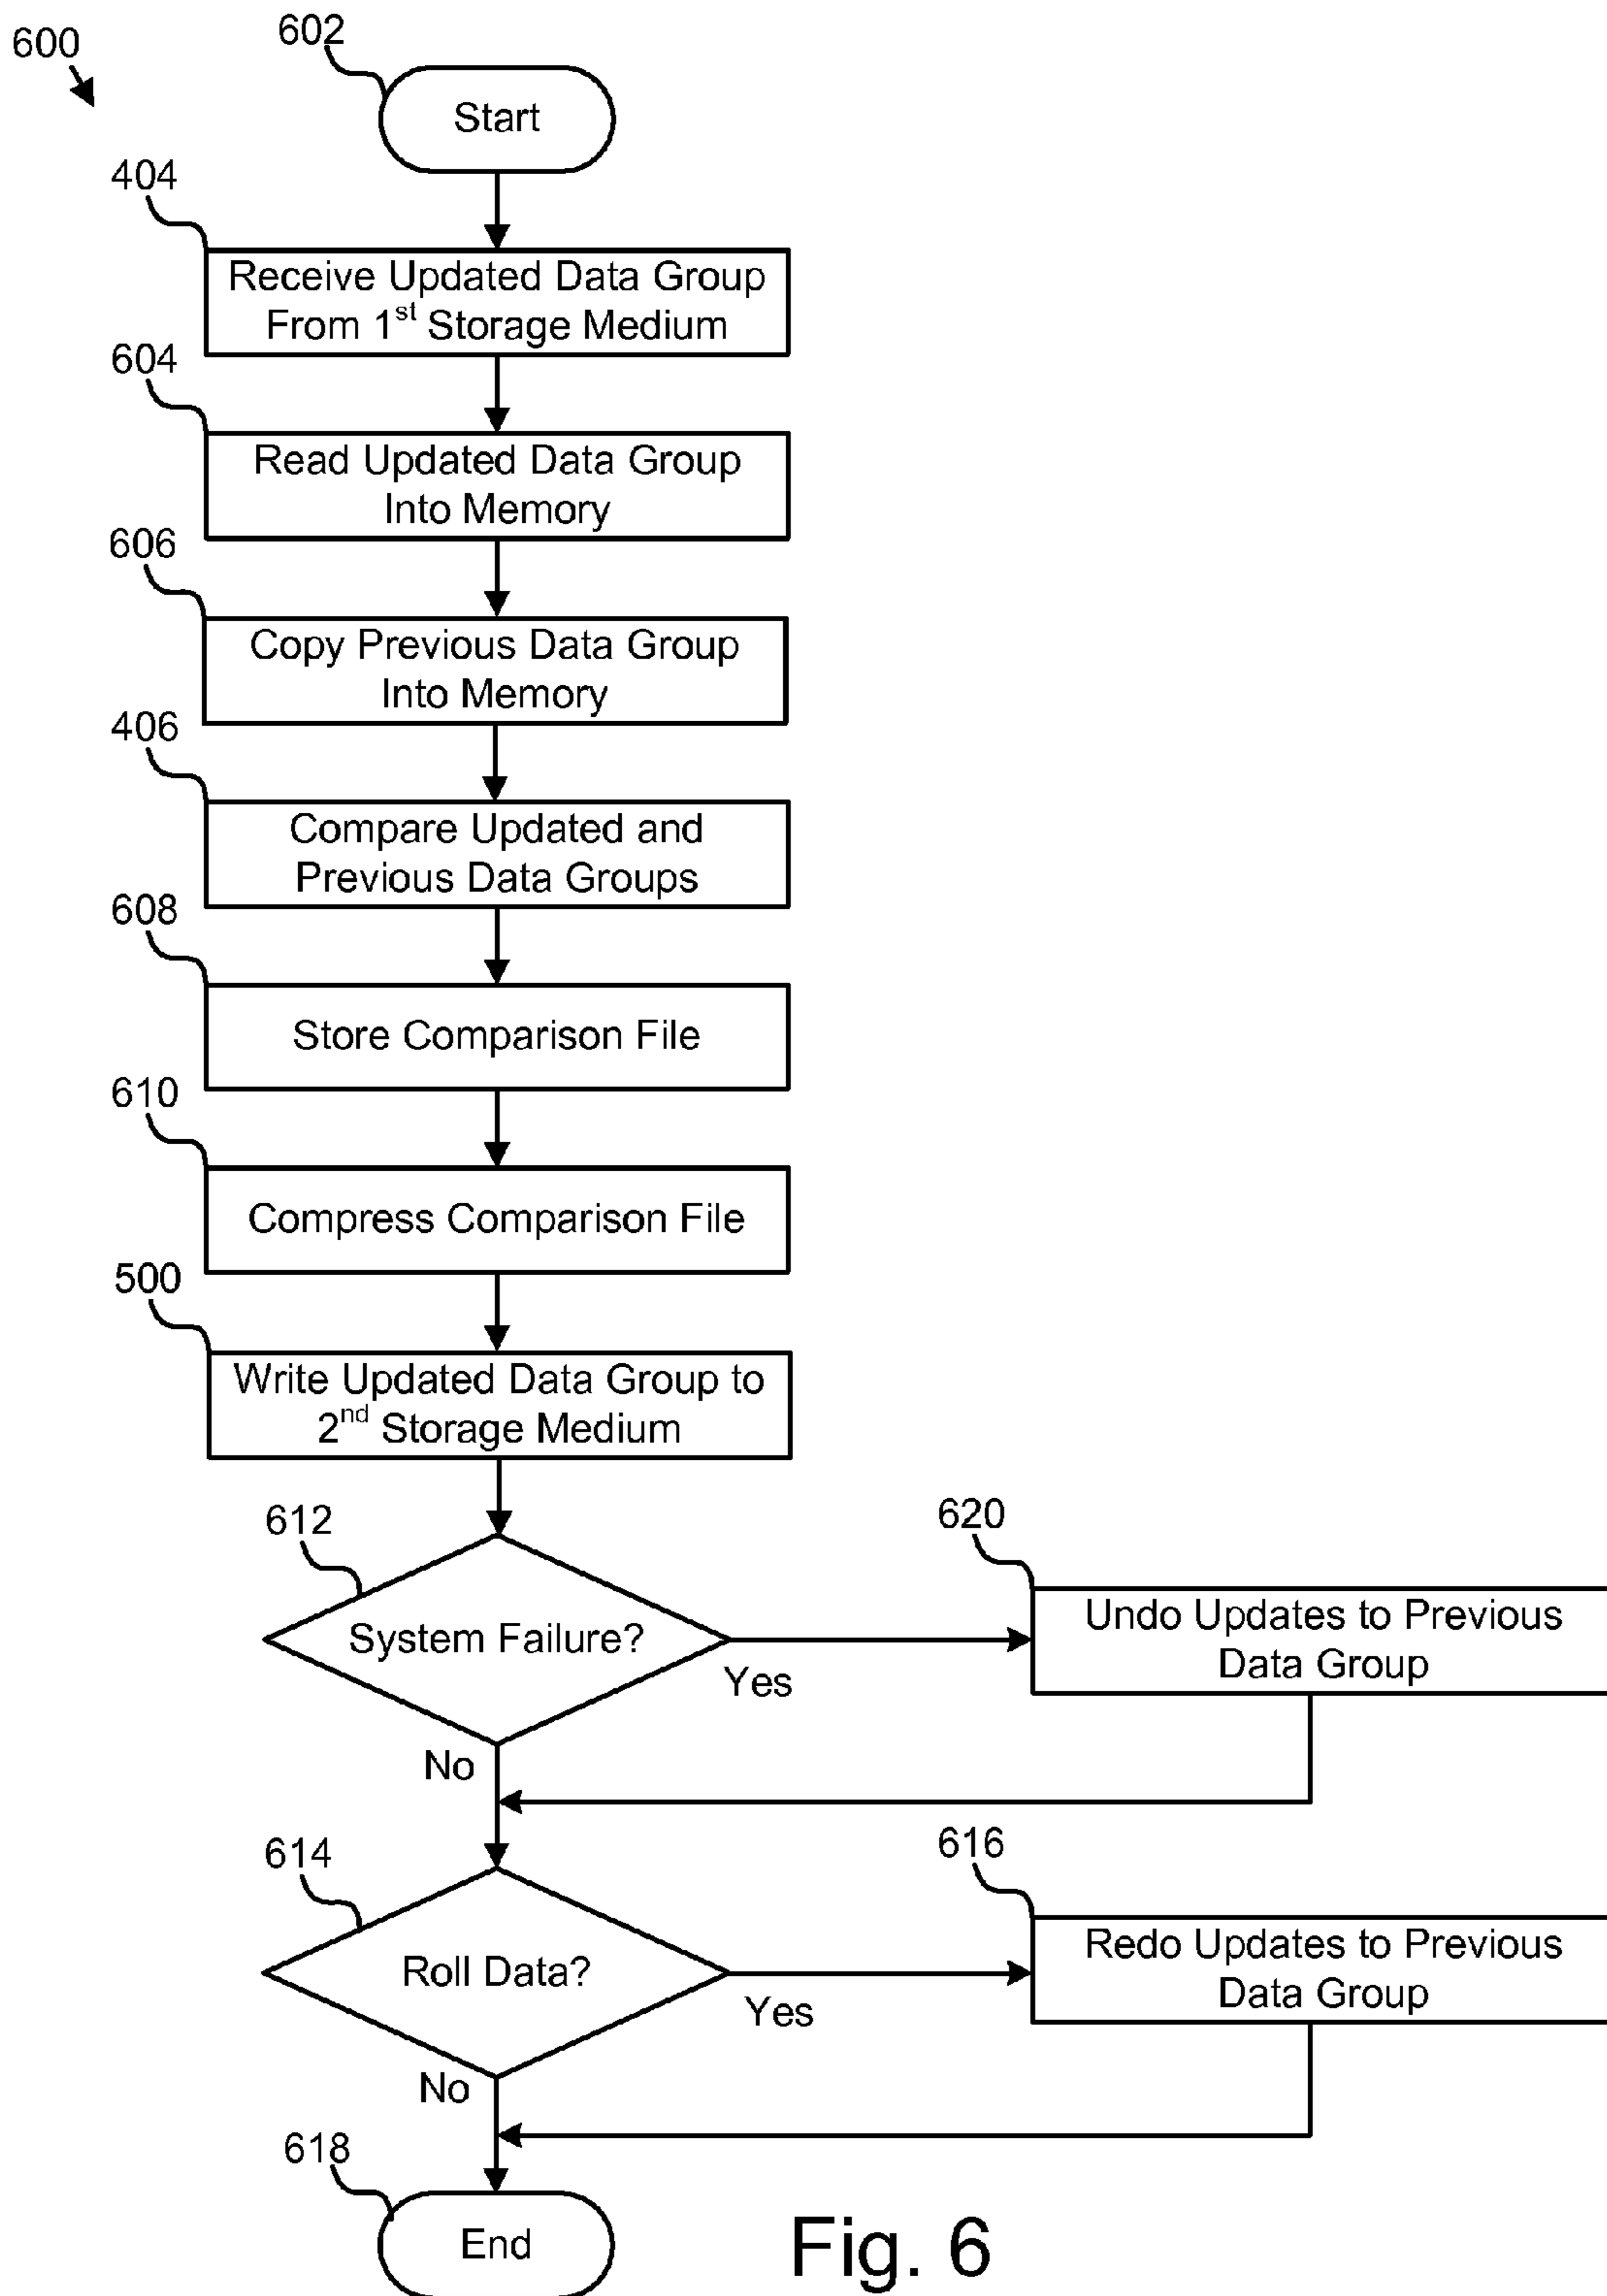 600
602
Start
404
Receive Updated Data Group
From 1st Storage Medium
604
Read Updated Data Group
Into Memory
606
Copy Previous Data Group
Into Memory
406
Compare Updated and
Previous Data Groups
608
Store Comparison File
610
Compress Comparison File
500
Write Updated Data Group to
2nd Storage Medium
612
System Failure?
Yes
No
620
Undo Updates to Previous
Data Group
614
Roll Data?
Yes
No
616
Redo Updates to Previous
Data Group
618
End
Fig. 6